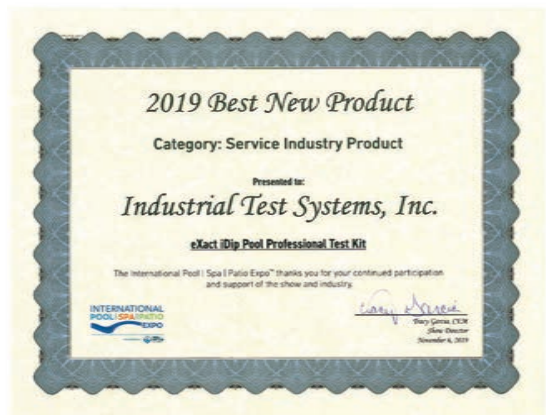 2019 Best New Product
Category: Service Industry Product
Presented to:
Industrial Test Systems, Inc.
eXact iDip Pool Professional Test Kit
The International Pool | Spa | Patio Expo™ thanks you for your continued participation
and support of the show and industry.
INTERNATIONAL
POOL|SPA|PATIO
EXPO
Tracy Garcia, CEM
Show Director
November 6, 2019